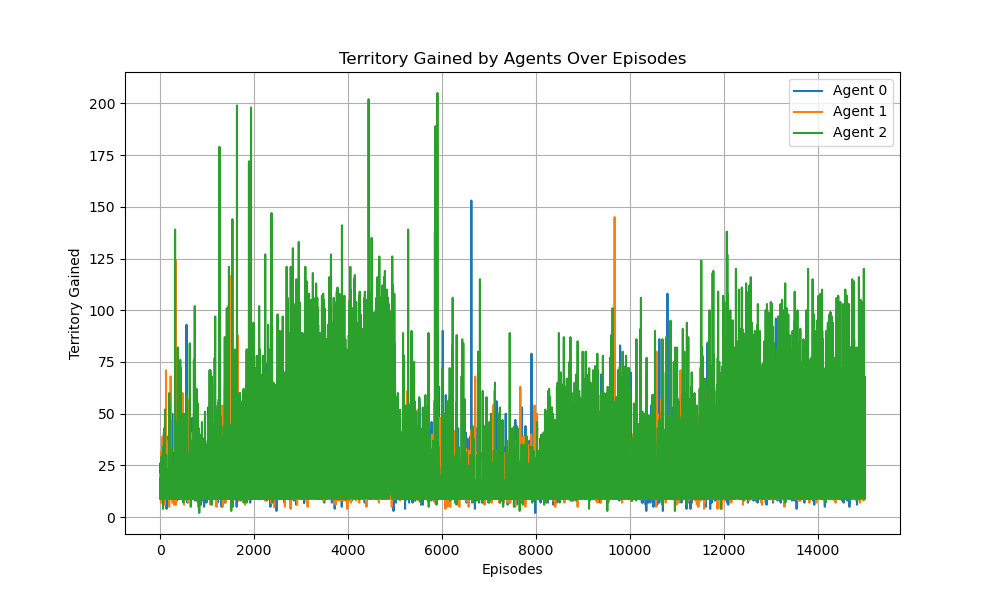 Territory Gained by Agents Over Episodes
Agent 0
Agent 1
Agent 2
Territory Gained
200
175
150
125
100
75
50
25
0
0 2000 4000 6000 8000 10000 12000 14000
Episodes